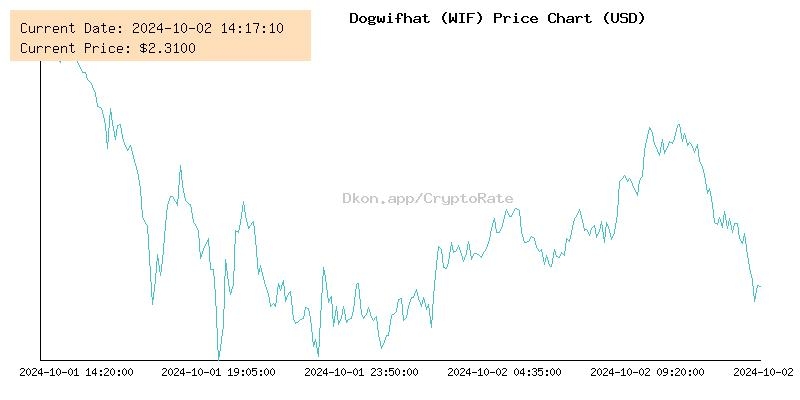 Dogwifhat (WIF) Price Chart (USD)
Current Date: 2024-10-02 14:17:10
Current Price: $2.3100
Dkon.app/CryptoRate
2024-10-01 14:20:00 2024-10-01 19:05:00 2024-10-01 23:50:00 2024-10-02 04:35:00 2024-10-02 09:20:00 2024-10-02